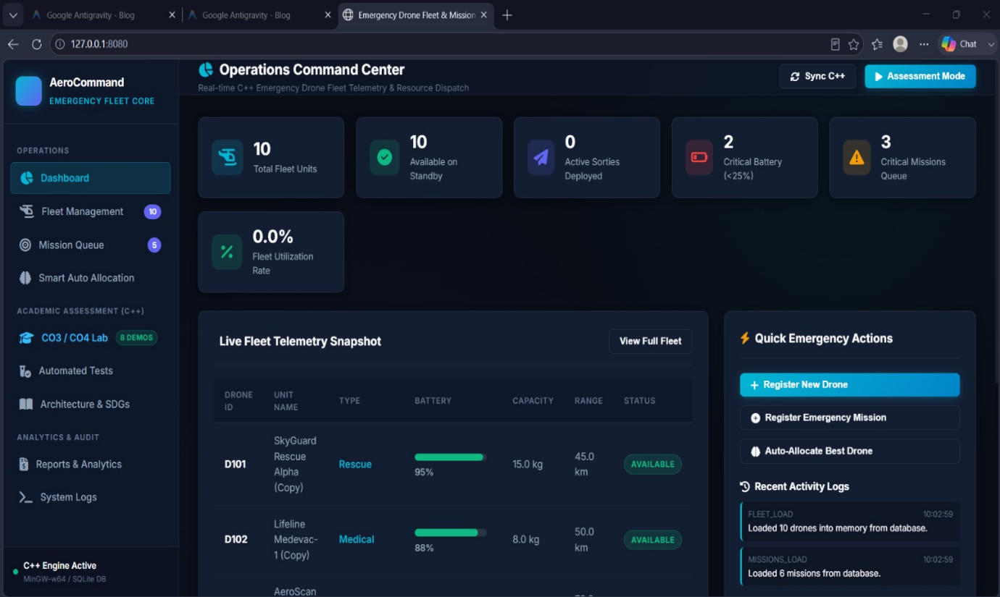 Google Antigravity - Blog
Google Antigravity - Blog
Emergency Drone Fleet & Mission
127.0.0.1:8080
Chat
AeroCommand
EMERGENCY FLEET CORE
OPERATIONS
Dashboard
Fleet Management 10
Mission Queue 5
Smart Auto Allocation
ACADEMIC ASSESSMENT (C++)
CO3 / CO4 Lab 8 DEMOS
Automated Tests
Architecture & SDGs
ANALYTICS & AUDIT
Reports & Analytics
System Logs
C++ Engine Active
MinGW-w64 / SQLite DB
Operations Command Center
Real-time C++ Emergency Drone Fleet Telemetry & Resource Dispatch
Sync C++
Assessment Mode
10
Total Fleet Units
10
Available on
Standby
0
Active Sorties
Deployed
2
Critical Battery
(<25%)
3
Critical Missions
Queue
0.0%
Fleet Utilization
Rate
Live Fleet Telemetry Snapshot
View Full Fleet
DRONE
ID
UNIT
NAME
TYPE
BATTERY
CAPACITY
RANGE
STATUS
D101
SkyGuard
Rescue
Alpha
(Copy)
Rescue
95%
15.0 kg
45.0
km
AVAILABLE
D102
Lifeline
Medevac-
1 (Copy)
Medical
88%
8.0 kg
50.0
km
AVAILABLE
AeroScan
Quick Emergency Actions
Register New Drone
Register Emergency Mission
Auto-Allocate Best Drone
Recent Activity Logs
FLEET_LOAD 10:02:59
Loaded 10 drones into memory from database.
MISSIONS_LOAD 10:02:59
Loaded 6 missions from database.